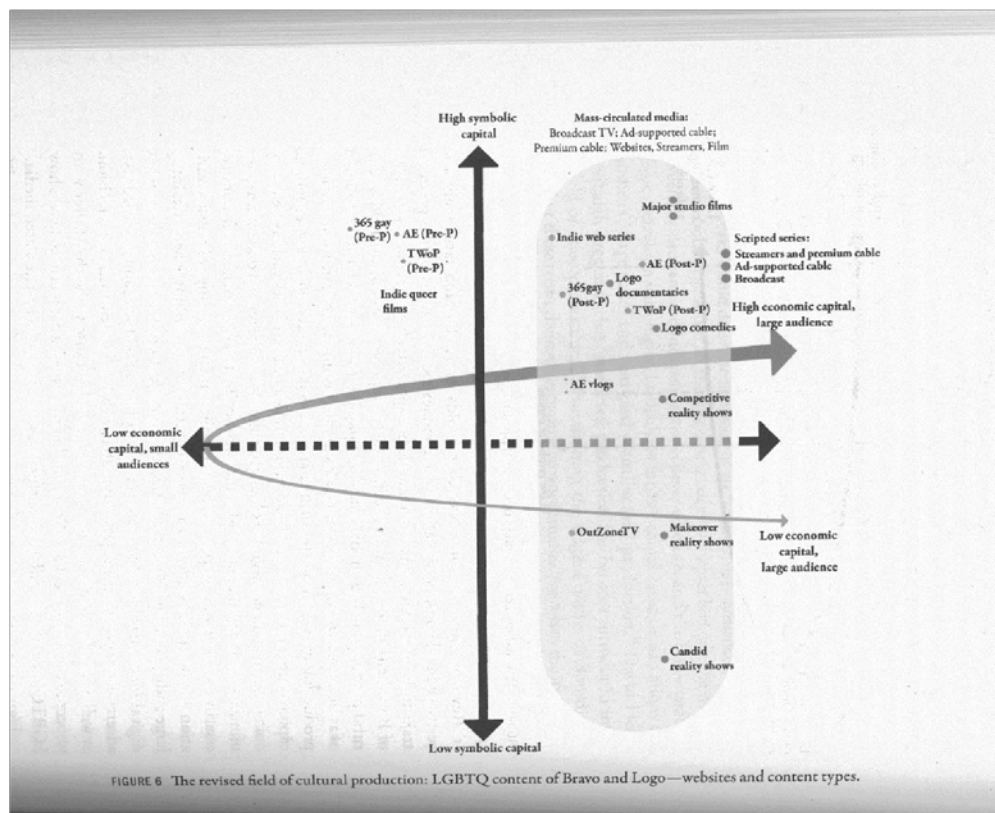 High symbolic
capital
Mass-circulated media:
Broadcast TV; Ad-supported cable;
Premium cable; Websites, Streamers, Film
Major studio films
365 gay
(Pre-P)
AE (Pre-P)
TWoP
(Pre-P)
Indie queer
films
Indie web series
Scripted series:
Streamers and premium cable
Ad-supported cable
Broadcast
AE (Post-P)
Logo
documentaries
365gay
(Post-P)
TWoP (Post-P)
Logo comedies
High economic capital,
large audience
AE vlogs
Competitive
reality shows
Low economic
capital, small
audiences
OutZoneTV
Makeover
reality shows
Low economic
capital,
large audience
Candid
reality shows
Low symbolic capital
FIGURE 6 The revised field of cultural production: LGBTQ content of Bravo and Logo—websites and content types.